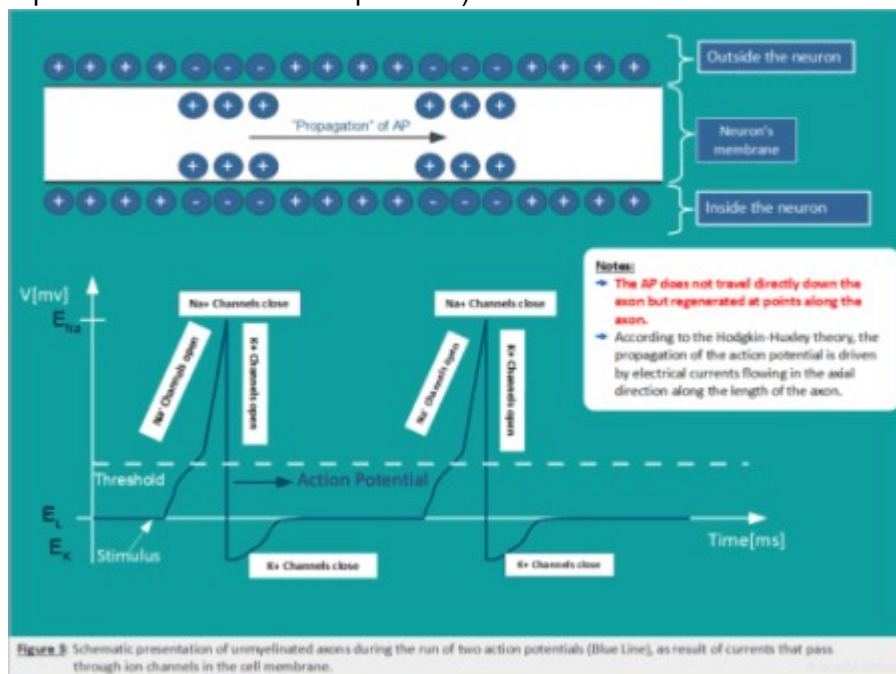 Outside the neuron
"Propagation" of AP
Neuron's
membrane
Inside the neuron
Notes:
The AP does not travel directly down the
axon but regenerated at points along the
axon.
According to the Hodgkin-Huxley theory, the
propagation of the action potential is driven
by electrical currents flowing in the axial
direction along the length of the axon.
V[mv]
E_Na
Na+ Channels close
Na+ Channels close
Na⁺ Channels open
K+ Channels open
Na⁺ channels open
K+ Channels open
Threshold
Action Potential
E_L
E_K
Stimulus
Time[ms]
K+ Channels close
K+ Channels close
Figure 3: Schematic presentation of unmyelinated axons during the run of two action potentials (Blue Line), as result of currents that pass
through ion channels in the cell membrane.